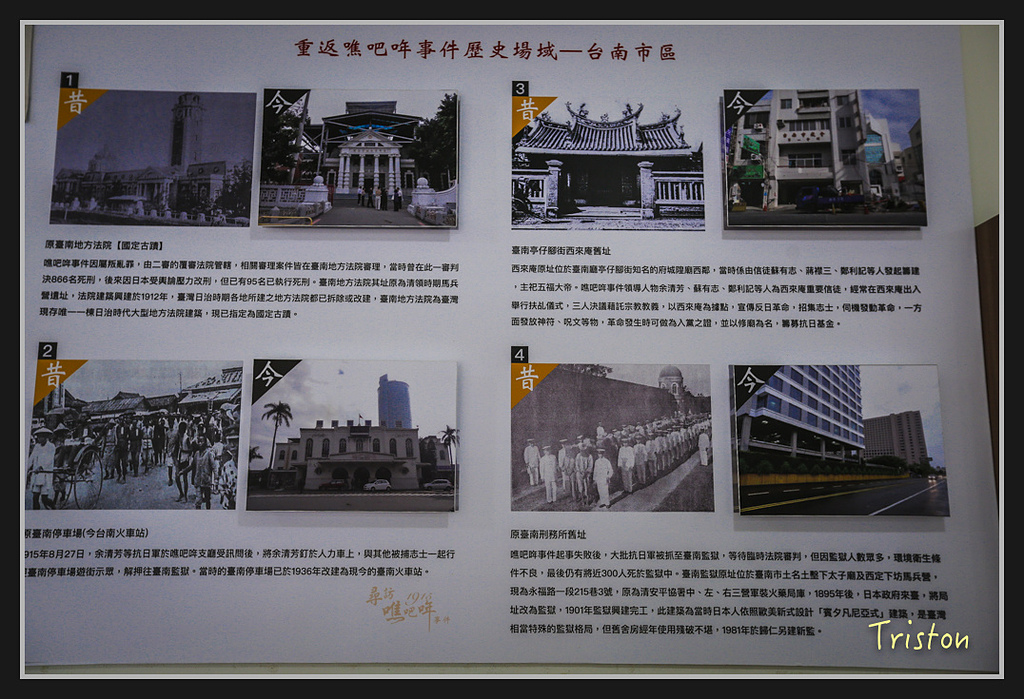 重返噍吧哖事件歷史場域—台南市區
1
昔
今
原臺南地方法院【國定古蹟】
噍吧哖事件因屬叛亂罪，由二審的覆審法院管轄，相關審理案件皆在臺南地方法院審理，當時曾在此一審判
決866名死刑，後來因日本受輿論壓力改刑，但已有95名已執行死刑。臺南地方法院其址原為清領時期馬兵
營遺址，法院建築興建於1912年，臺灣日治時期各地所建之地方法院都已拆除或改建，臺南地方法院為臺灣
現存唯一一棟日治時代大型地方法院建築，現已指定為國定古蹟。
2
昔
今
原臺南停車場(今台南火車站)
915年8月27日，余清芳等抗日軍於噍吧哖支廳受訊問後，將余清芳釘於人力車上，與其他被捕志士一起行
臺南停車場遊街示眾，解押往臺南監獄。當時的臺南停車場已於1936年改建為現今的臺南火車站。
尋訪1915
噍吧哖事件
3
昔
今
臺南亭仔腳街西來庵舊址
西來庵原址位於臺南廳亭仔腳街知名的府城隍廟西鄰，當時係由信徒蘇有志、蔣襟三、鄭利記等人發起籌建
，主祀五福大帝。噍吧哖事件領導人物余清芳、蘇有志、鄭利記等人為西來庵重要信徒，經常在西來庵出入
舉行扶乩儀式，三人決議藉託宗教教義，以西來庵為據點，宣傳反日革命，招集志士，伺機發動革命，一方
面發放神符、呪文等物，革命發生時可做為入黨之證，並以修廟為名，籌募抗日基金。
4
昔
今
原臺南刑務所舊址
噍吧哖事件起事失敗後，大批抗日軍被抓至臺南監獄，等待臨時法院審判，但因監獄人數眾多，環境衛生條
件不良，最後仍有將近300人死於監獄中。臺南監獄原址位於臺南市土名土墼下太子廟及西定下坊馬兵營，
現為永福路一段215巷3號，原為清安平協署中、左、右三營軍裝火藥局庫，1895年後，日本政府來臺，將局
址改為監獄，1901年監獄興建完工，此建築為當時日本人依照歐美新式設計「賓夕凡尼亞式」建築，是臺灣
相當特殊的監獄格局，但舊舍房經年使用殘破不堪，1981年於歸仁另建新監。
Triston